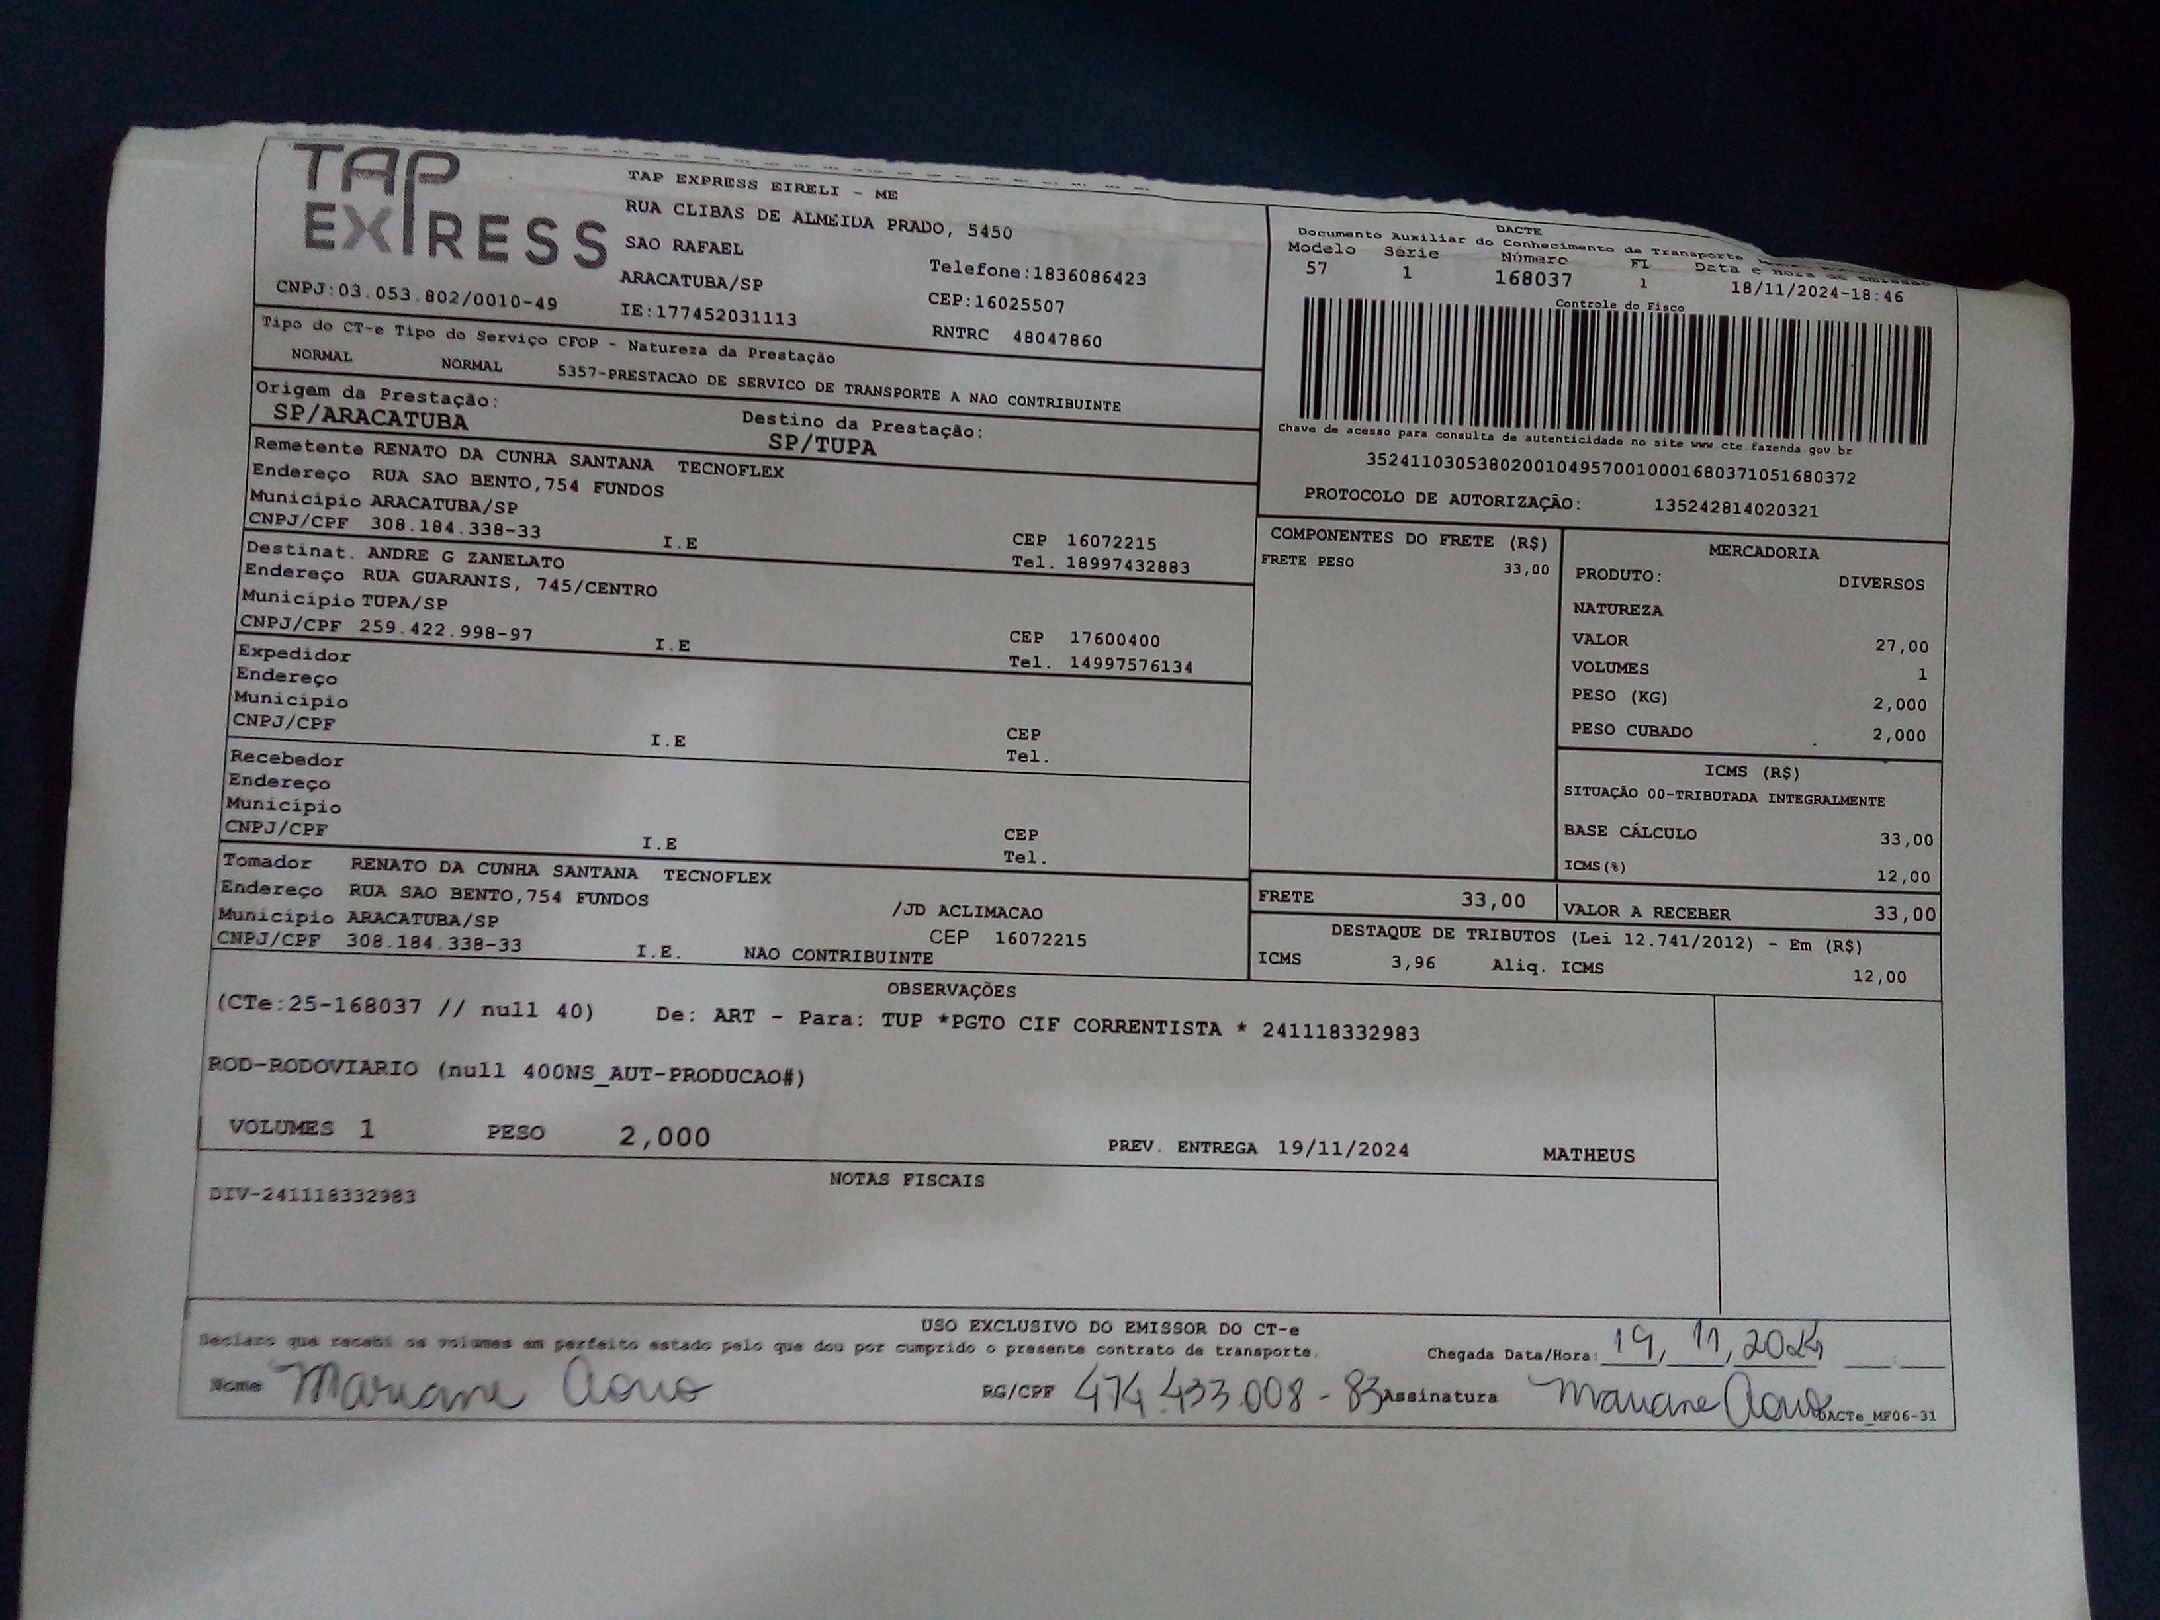 TAP
EXPRESS
TAP EXPRESS EIRELI - ME
RUA CLIBAS DE ALMEIDA PRADO, 5450
SAO RAFAEL
Telefone:1836086423
ARACATUBA/SP
CEP:16025507
CNPJ:03.053.802/0010-49
IE:177452031113
RNTRC 48047860
DACTE
Documento Auxiliar do Conhecimento de Transporte
Modelo Série Número FL Data e Hora de Emissão
57 1 168037 1 18/11/2024-18:46
Controle do Fisco
Chave de acesso para consulta de autenticidade no site www.cte.fazenda.gov.br
35241103053802001049570010001680371051680372
PROTOCOLO DE AUTORIZAÇÃO: 135242814020321
Tipo do CT-e Tipo do Serviço CFOP - Natureza da Prestação
NORMAL NORMAL 5357-PRESTACAO DE SERVICO DE TRANSPORTE A NAO CONTRIBUINTE
Origem da Prestação: Destino da Prestação:
SP/ARACATUBA SP/TUPA
Remetente RENATO DA CUNHA SANTANA TECNOFLEX
Endereço RUA SAO BENTO,754 FUNDOS
Município ARACATUBA/SP CEP 16072215
CNPJ/CPF 308.184.338-33 I.E Tel. 18997432883
Destinat. ANDRE G ZANELATO
Endereço RUA GUARANIS, 745/CENTRO
Município TUPA/SP CEP 17600400
CNPJ/CPF 259.422.998-97 I.E Tel. 14997576134
Expedidor
Endereço
Município CEP
CNPJ/CPF I.E Tel.
Recebedor
Endereço
Município CEP
CNPJ/CPF I.E Tel.
Tomador RENATO DA CUNHA SANTANA TECNOFLEX
Endereço RUA SAO BENTO,754 FUNDOS /JD ACLIMACAO
Município ARACATUBA/SP CEP 16072215
CNPJ/CPF 308.184.338-33 I.E. NAO CONTRIBUINTE
COMPONENTES DO FRETE (R$)
FRETE PESO 33,00
MERCADORIA
PRODUTO: DIVERSOS
NATUREZA
VALOR 27,00
VOLUMES 1
PESO (KG) 2,000
PESO CUBADO 2,000
ICMS (R$)
SITUAÇÃO 00-TRIBUTADA INTEGRALMENTE
BASE CÁLCULO 33,00
ICMS(%) 12,00
FRETE 33,00 VALOR A RECEBER 33,00
DESTAQUE DE TRIBUTOS (Lei 12.741/2012) - Em (R$)
ICMS 3,96 Aliq. ICMS 12,00
OBSERVAÇÕES
(CTe:25-168037 // null 40) De: ART - Para: TUP *PGTO CIF CORRENTISTA * 241118332983
ROD-RODOVIARIO (null 400NS_AUT-PRODUCAO#)
VOLUMES 1 PESO 2,000 PREV. ENTREGA 19/11/2024 MATHEUS
NOTAS FISCAIS
DIV-241118332983
USO EXCLUSIVO DO EMISSOR DO CT-e
Declaro que recebi os volumes em perfeito estado pelo que dou por cumprido o presente contrato de transporte.
Chegada Data/Hora: 19, 11, 2024
Nome Mariane RG/CPF 474.433.008-83 Assinatura Mariane
DACTe_MF06-31